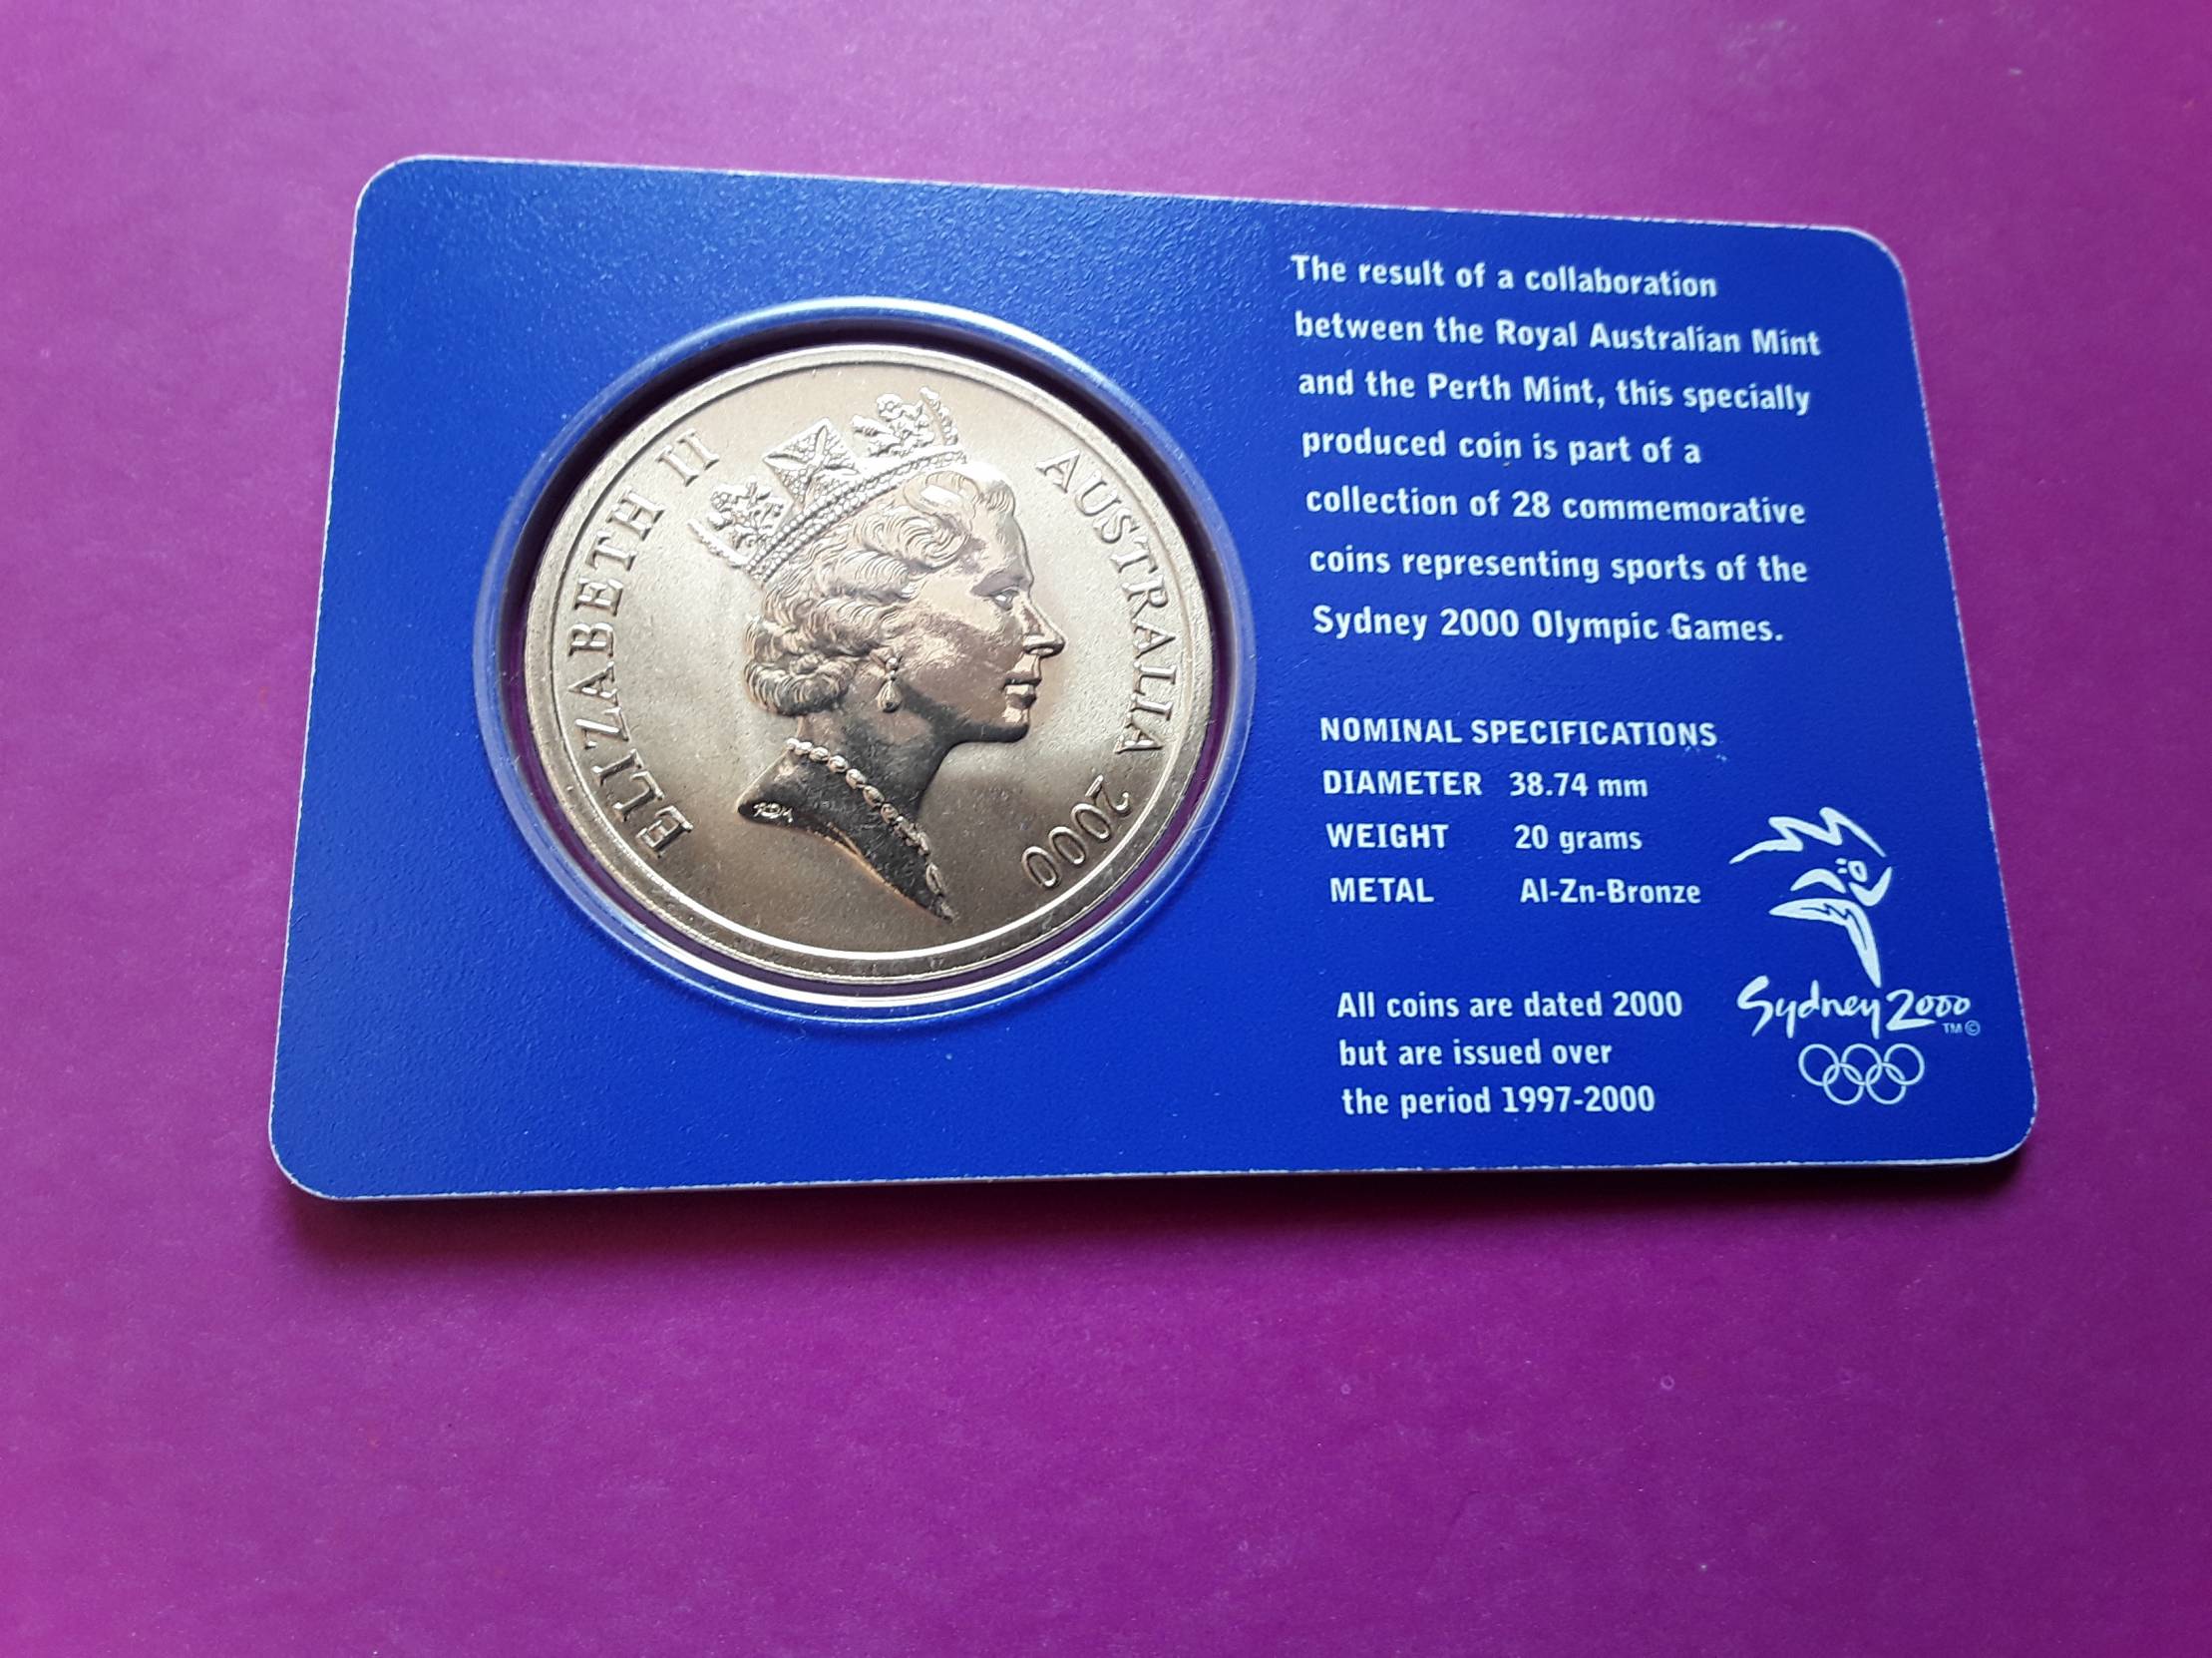 ELIZABETH II
AUSTRALIA 2000
RDM
The result of a collaboration
between the Royal Australian Mint
and the Perth Mint, this specially
produced coin is part of a
collection of 28 commemorative
coins representing sports of the
Sydney 2000 Olympic Games.
NOMINAL SPECIFICATIONS
DIAMETER 38.74 mm
WEIGHT 20 grams
METAL Al-Zn-Bronze
All coins are dated 2000
but are issued over
the period 1997-2000
Sydney 2000
TM ©